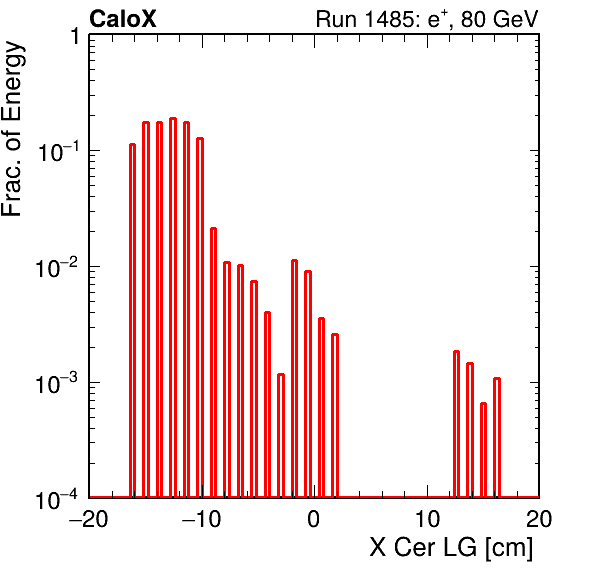 CaloX Run 1485: e⁺, 80 GeV
Frac. of Energy
1
10⁻¹
10⁻²
10⁻³
10⁻⁴
−20 −10 0 10 20
X Cer LG [cm]